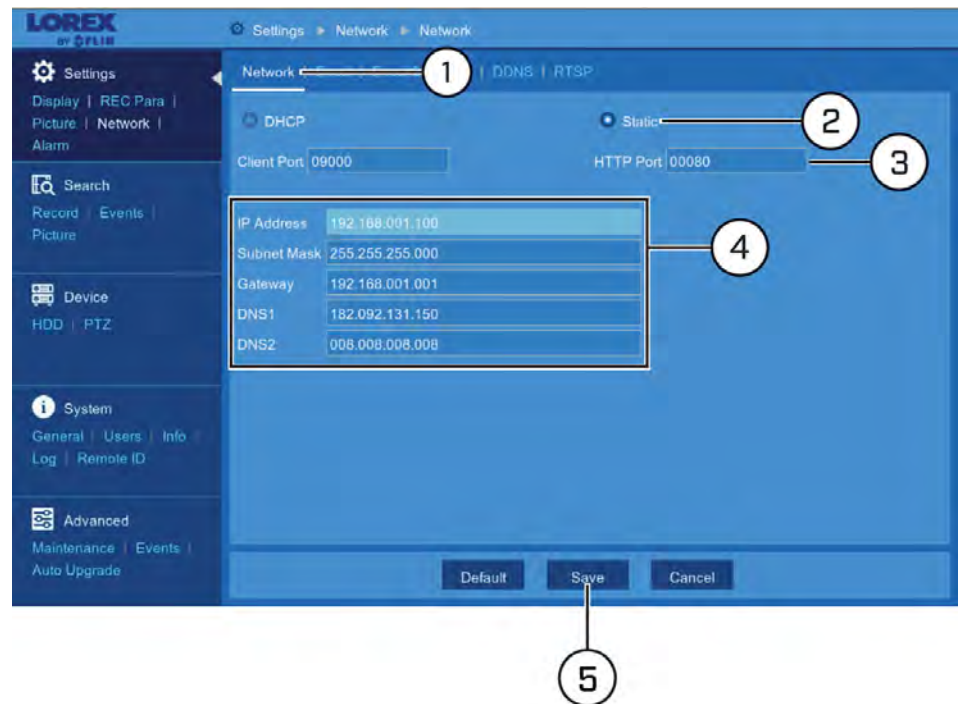 LOREX
BY FLIR
Settings Network Network
Settings
Display | REC Para |
Picture | Network |
Alarm
Search
Record | Events |
Picture
Device
HDD | PTZ
System
General | Users | Info |
Log | Remote ID
Advanced
Maintenance | Events |
Auto Upgrade
Network | DDNS | RTSP
1
DHCP Static
2
Client Port 09000 HTTP Port 00080
3
IP Address 192.168.001.100
Subnet Mask 255.255.255.000
Gateway 192.168.001.001
DNS1 182.092.131.150
DNS2 008.008.008.008
4
Default Save Cancel
5